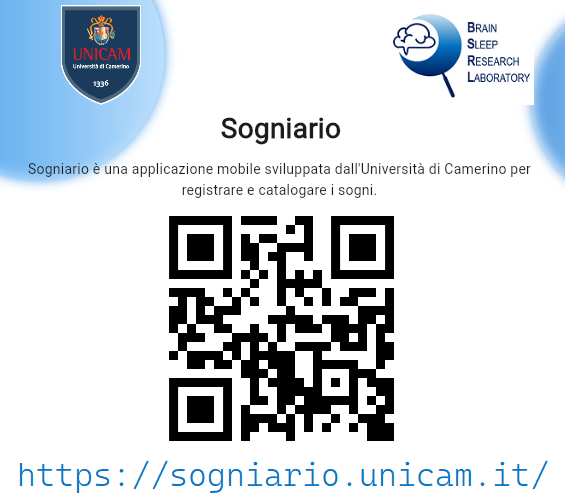 UNICAM
Università di Camerino
1336
BRAIN
SLEEP
RESEARCH
LABORATORY
Sogniario
Sogniario è una applicazione mobile sviluppata dall'Università di Camerino per
registrare e catalogare i sogni.
https://sogniario.unicam.it/